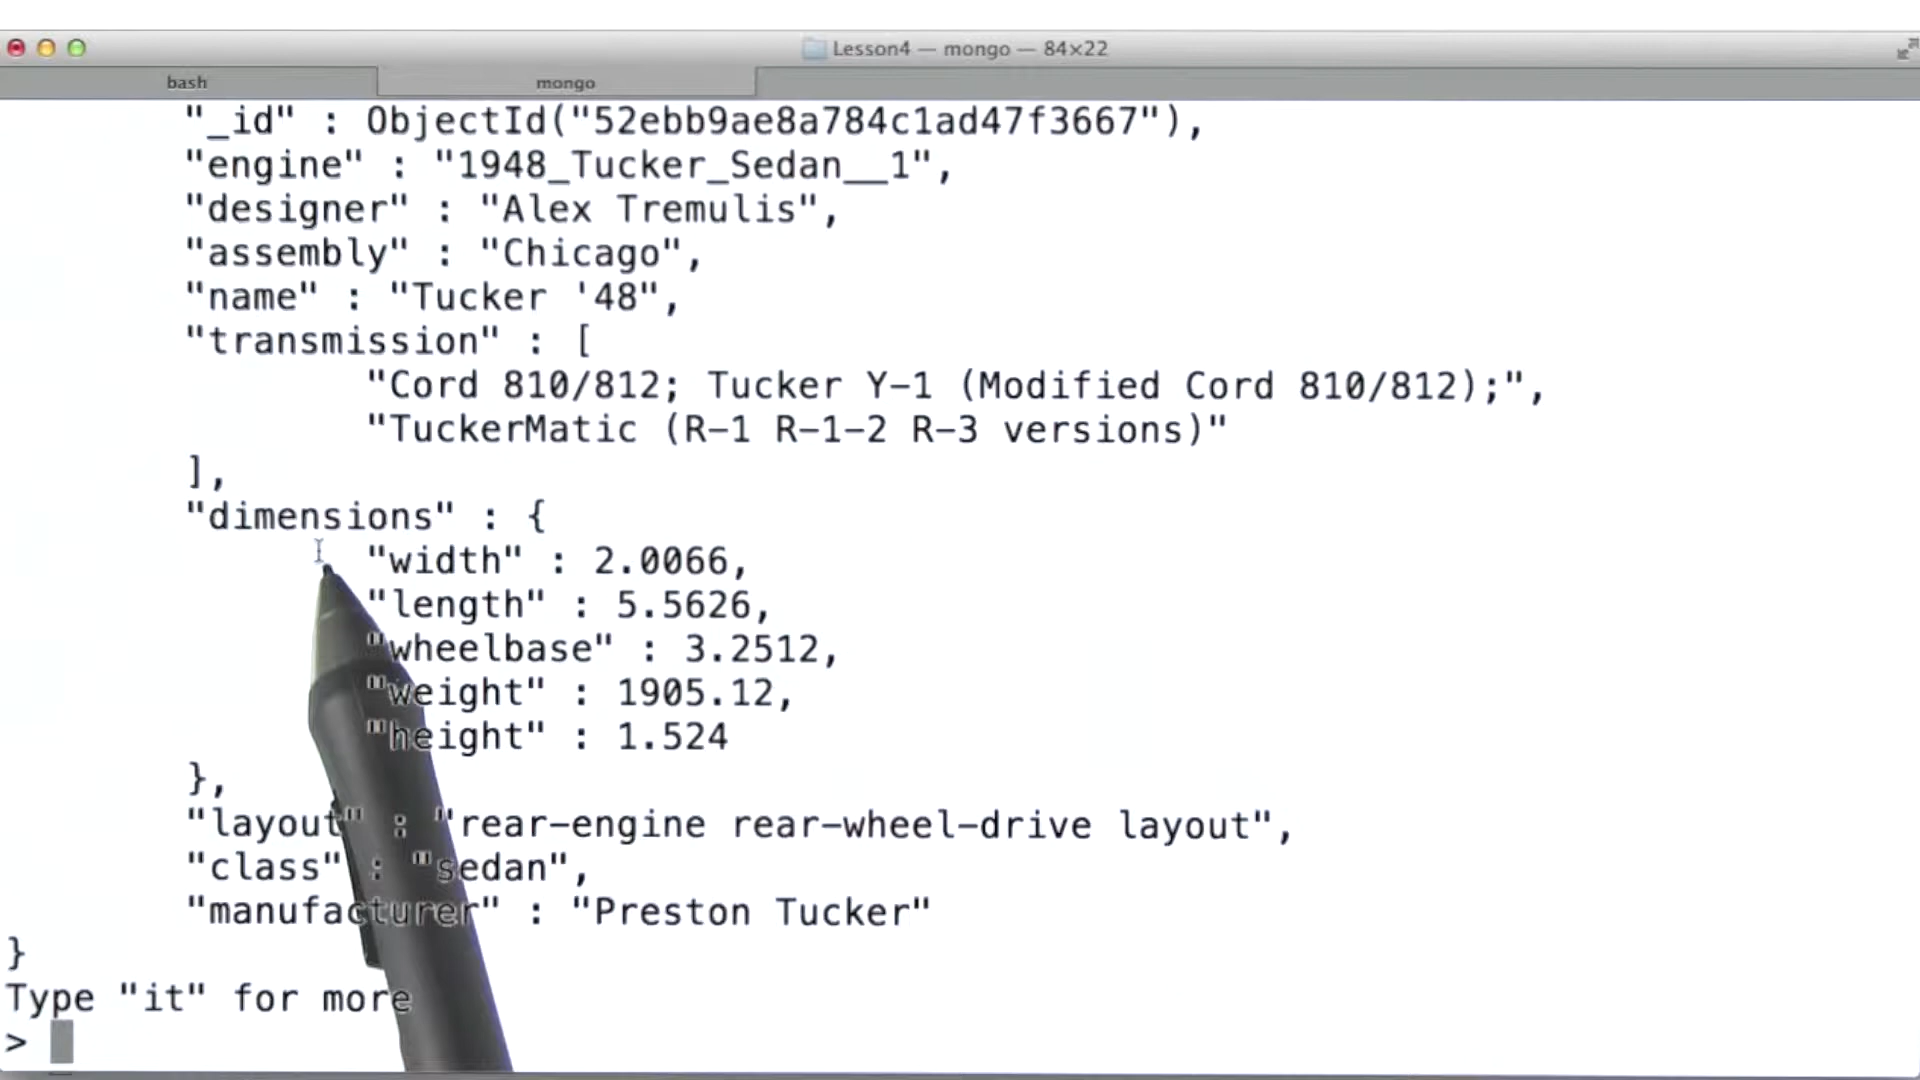 Lesson4 — mongo — 84×22
bash
mongo
"_id" : ObjectId("52ebb9ae8a784c1ad47f3667"),
"engine" : "1948_Tucker_Sedan__1",
"designer" : "Alex Tremulis",
"assembly" : "Chicago",
"name" : "Tucker '48",
"transmission" : [
"Cord 810/812; Tucker Y-1 (Modified Cord 810/812);",
"TuckerMatic (R-1 R-1-2 R-3 versions)"
],
"dimensions" : {
"width" : 2.0066,
"length" : 5.5626,
"wheelbase" : 3.2512,
"weight" : 1905.12,
"height" : 1.524
},
"layout" : "rear-engine rear-wheel-drive layout",
"class" : "sedan",
"manufacturer" : "Preston Tucker"
}
Type "it" for more
>